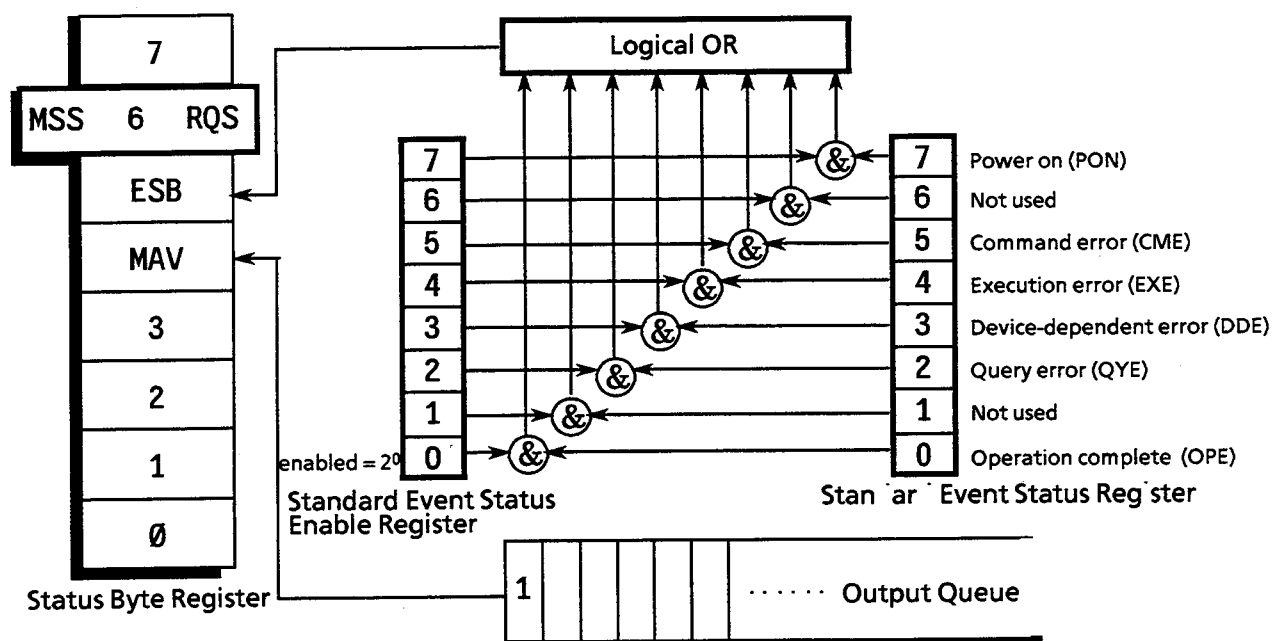 Logical OR
7
MSS 6 RQS
ESB
MAV
3
2
1
Ø
Status Byte Register
7
6
5
4
3
2
1
enabled = 2⁰ 0
Standard Event Status
Enable Register
&
&
&
&
&
&
&
&
7 Power on (PON)
6 Not used
5 Command error (CME)
4 Execution error (EXE)
3 Device-dependent error (DDE)
2 Query error (QYE)
1 Not used
0 Operation complete (OPE)
Stan ar Event Status Reg ster
1 ...... Output Queue